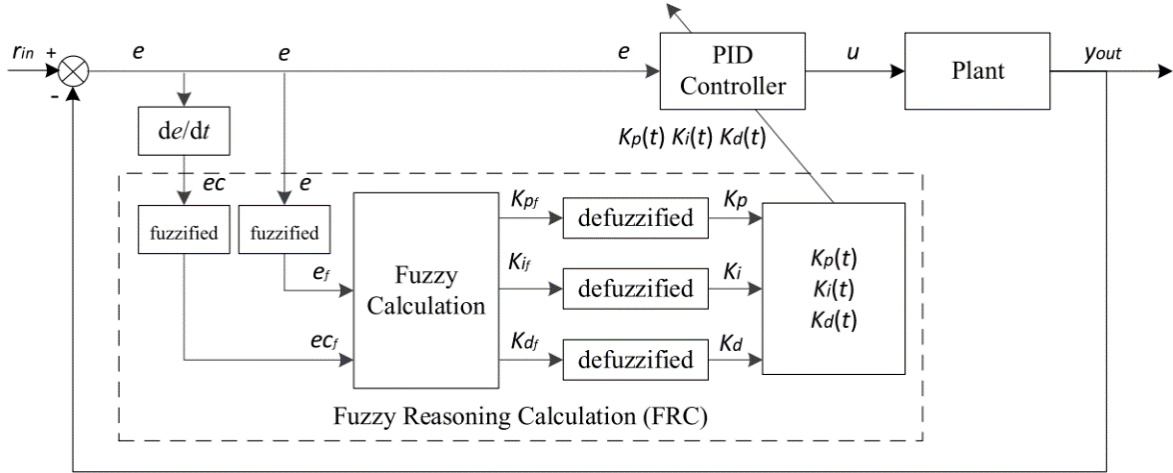 rin + e e e PID Controller u Plant yout
-
de/dt
Kp(t) Ki(t) Kd(t)
ec e
fuzzified fuzzified
ef
ecf
Fuzzy
Calculation
Kpf defuzzified Kp
Kif defuzzified Ki
Kdf defuzzified Kd
Kp(t)
Ki(t)
Kd(t)
Fuzzy Reasoning Calculation (FRC)